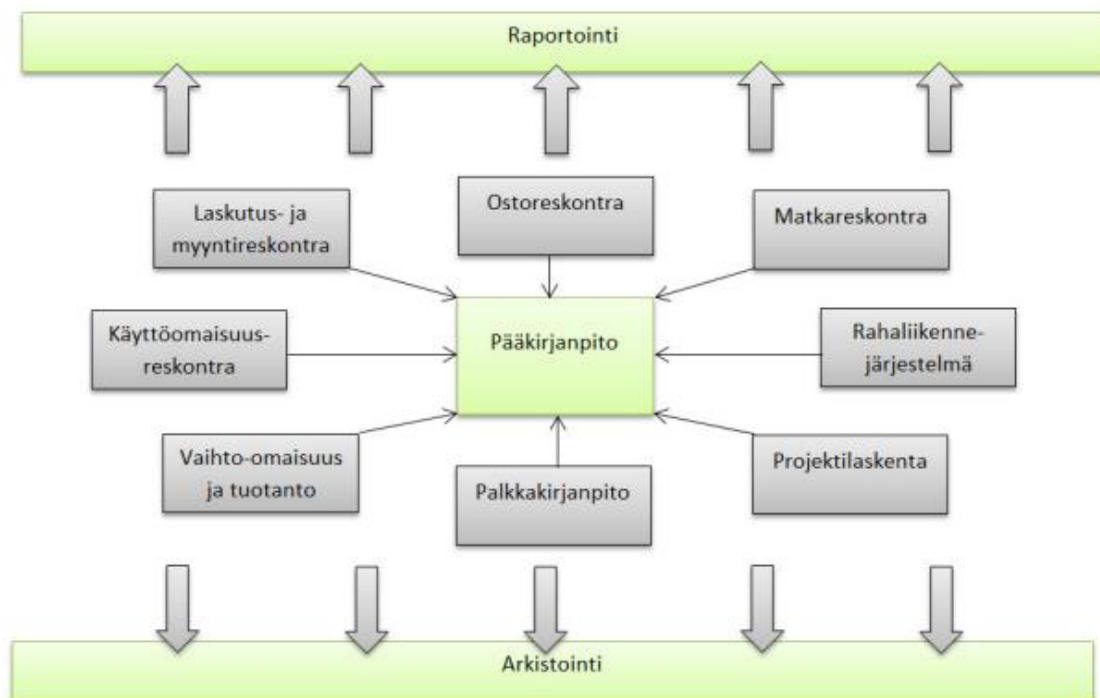 Raportointi
Laskutus- ja
myyntireskontra
Ostoreskontra
Matkareskontra
Käyttöomaisuus-
reskontra
Pääkirjanpito
Rahaliikenne-
järjestelmä
Vaihto-omaisuus
ja tuotanto
Palkkakirjanpito
Projektilaskenta
Arkistointi